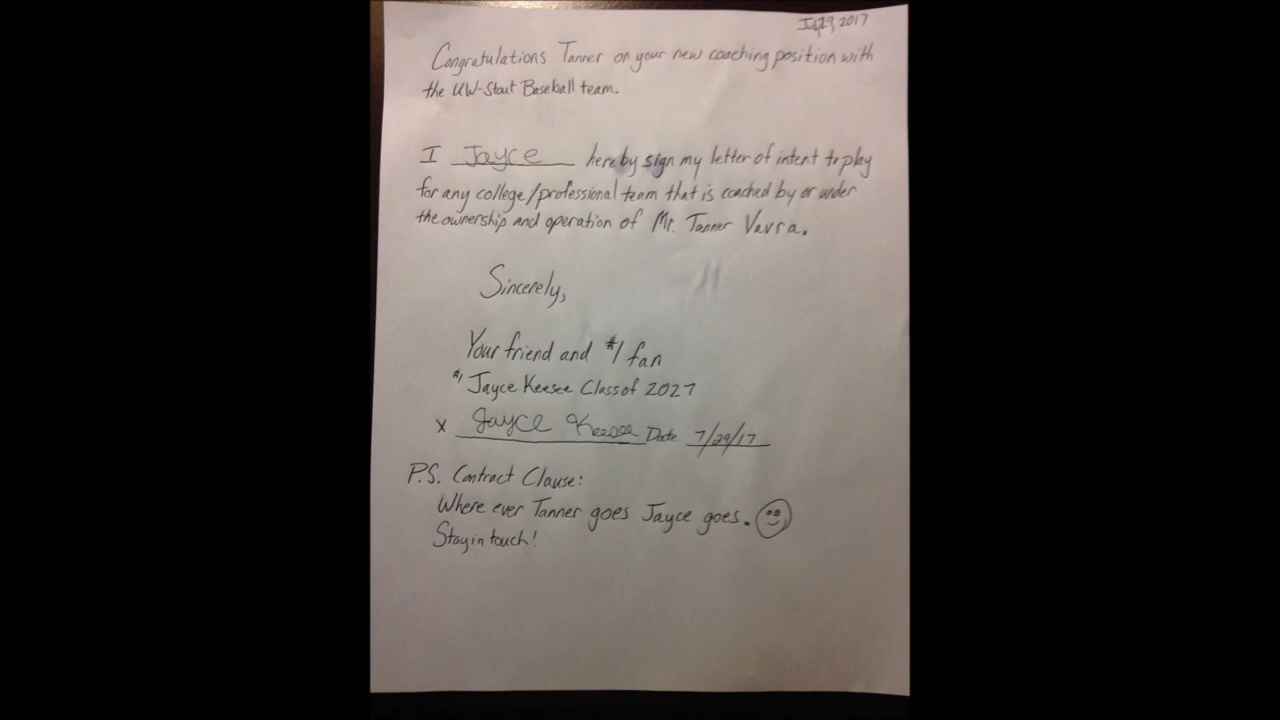 July 29, 2017
Congratulations Tanner on your new coaching position with
the UW-Stout Baseball team.
I Jayce hereby sign my letter of intent to play
for any college/professional team that is coached by or under
the ownership and operation of Mr. Tanner Vavra.
Sincerely,
Your friend and #1 fan
#1 Jayce Keesee Class of 2027
X Jayce Keesee Date 7/29/17
P.S. Contract Clause:
Where ever Tanner goes Jayce goes.
Stay in touch!